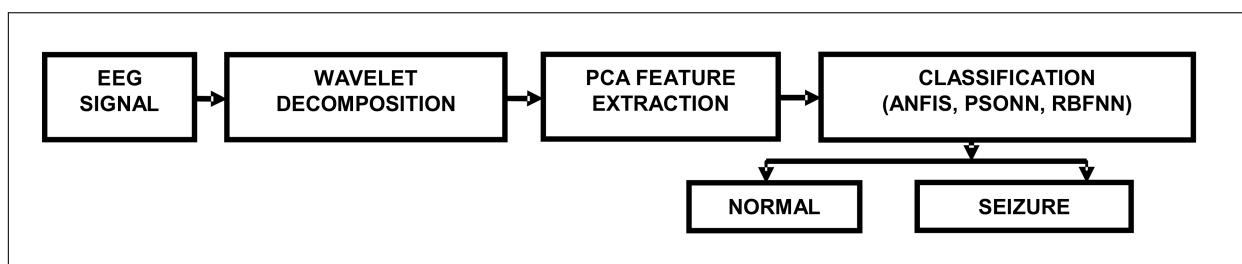 EEG
SIGNAL
WAVELET
DECOMPOSITION
PCA FEATURE
EXTRACTION
CLASSIFICATION
(ANFIS, PSONN, RBFNN)
NORMAL
SEIZURE